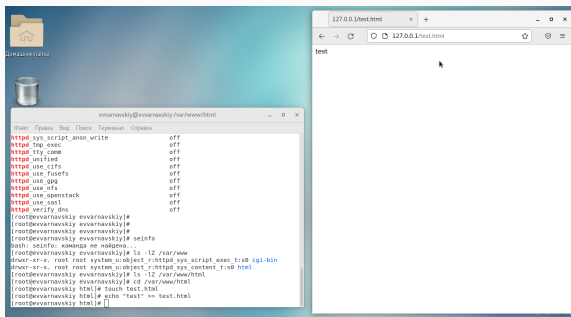 Домашняя папка
evvarnavskiy@evvarnavskiy:/var/www/html
Файл Правка Вид Поиск Терминал Справка
httpd_sys_script_anon_write off
httpd_tmp_exec off
httpd_tty_comm off
httpd_unified off
httpd_use_cifs off
httpd_use_fusefs off
httpd_use_gpg off
httpd_use_nfs off
httpd_use_openstack off
httpd_use_sasl off
httpd_verify_dns off
[root@evvarnavskiy evvarnavskiy]#
[root@evvarnavskiy evvarnavskiy]#
[root@evvarnavskiy evvarnavskiy]#
[root@evvarnavskiy evvarnavskiy]# seinfo
bash: seinfo: команда не найдена...
[root@evvarnavskiy evvarnavskiy]# ls -lZ /var/www
drwxr-xr-x. root root system_u:object_r:httpd_sys_script_exec_t:s0 cgi-bin
drwxr-xr-x. root root system_u:object_r:httpd_sys_content_t:s0 html
[root@evvarnavskiy evvarnavskiy]# ls -lZ /var/www/html
[root@evvarnavskiy evvarnavskiy]# cd /var/www/html
[root@evvarnavskiy html]# touch test.html
[root@evvarnavskiy html]# echo "test" >> test.html
[root@evvarnavskiy html]#
127.0.0.1/test.html
127.0.0.1/test.html
test